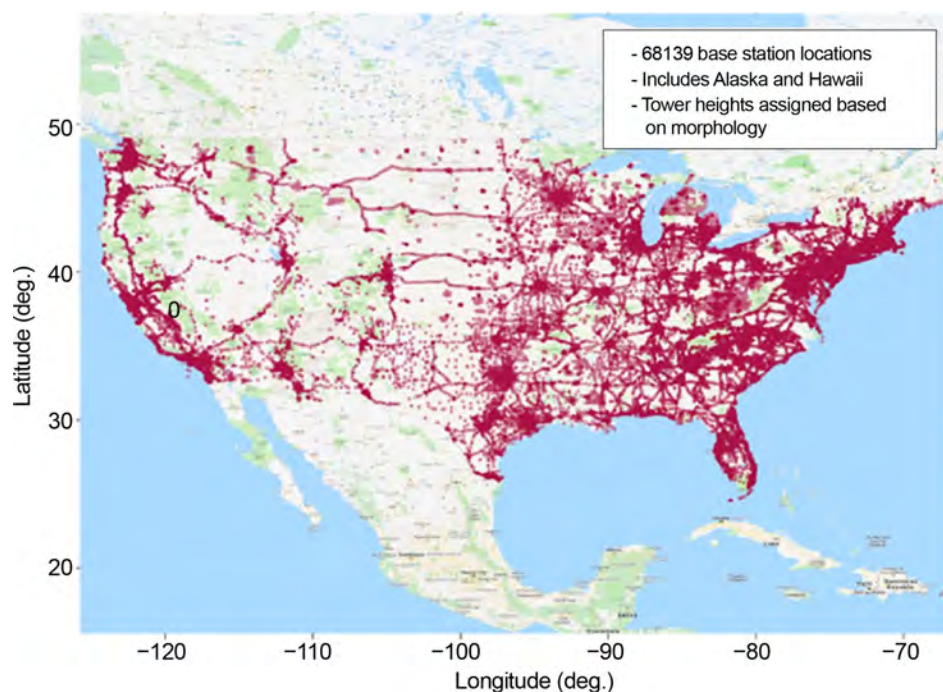 - 68139 base station locations
- Includes Alaska and Hawaii
- Tower heights assigned based
on morphology
50
40
30
20
0
Latitude (deg.)
−120
−110
−100
−90
−80
−70
Longitude (deg.)